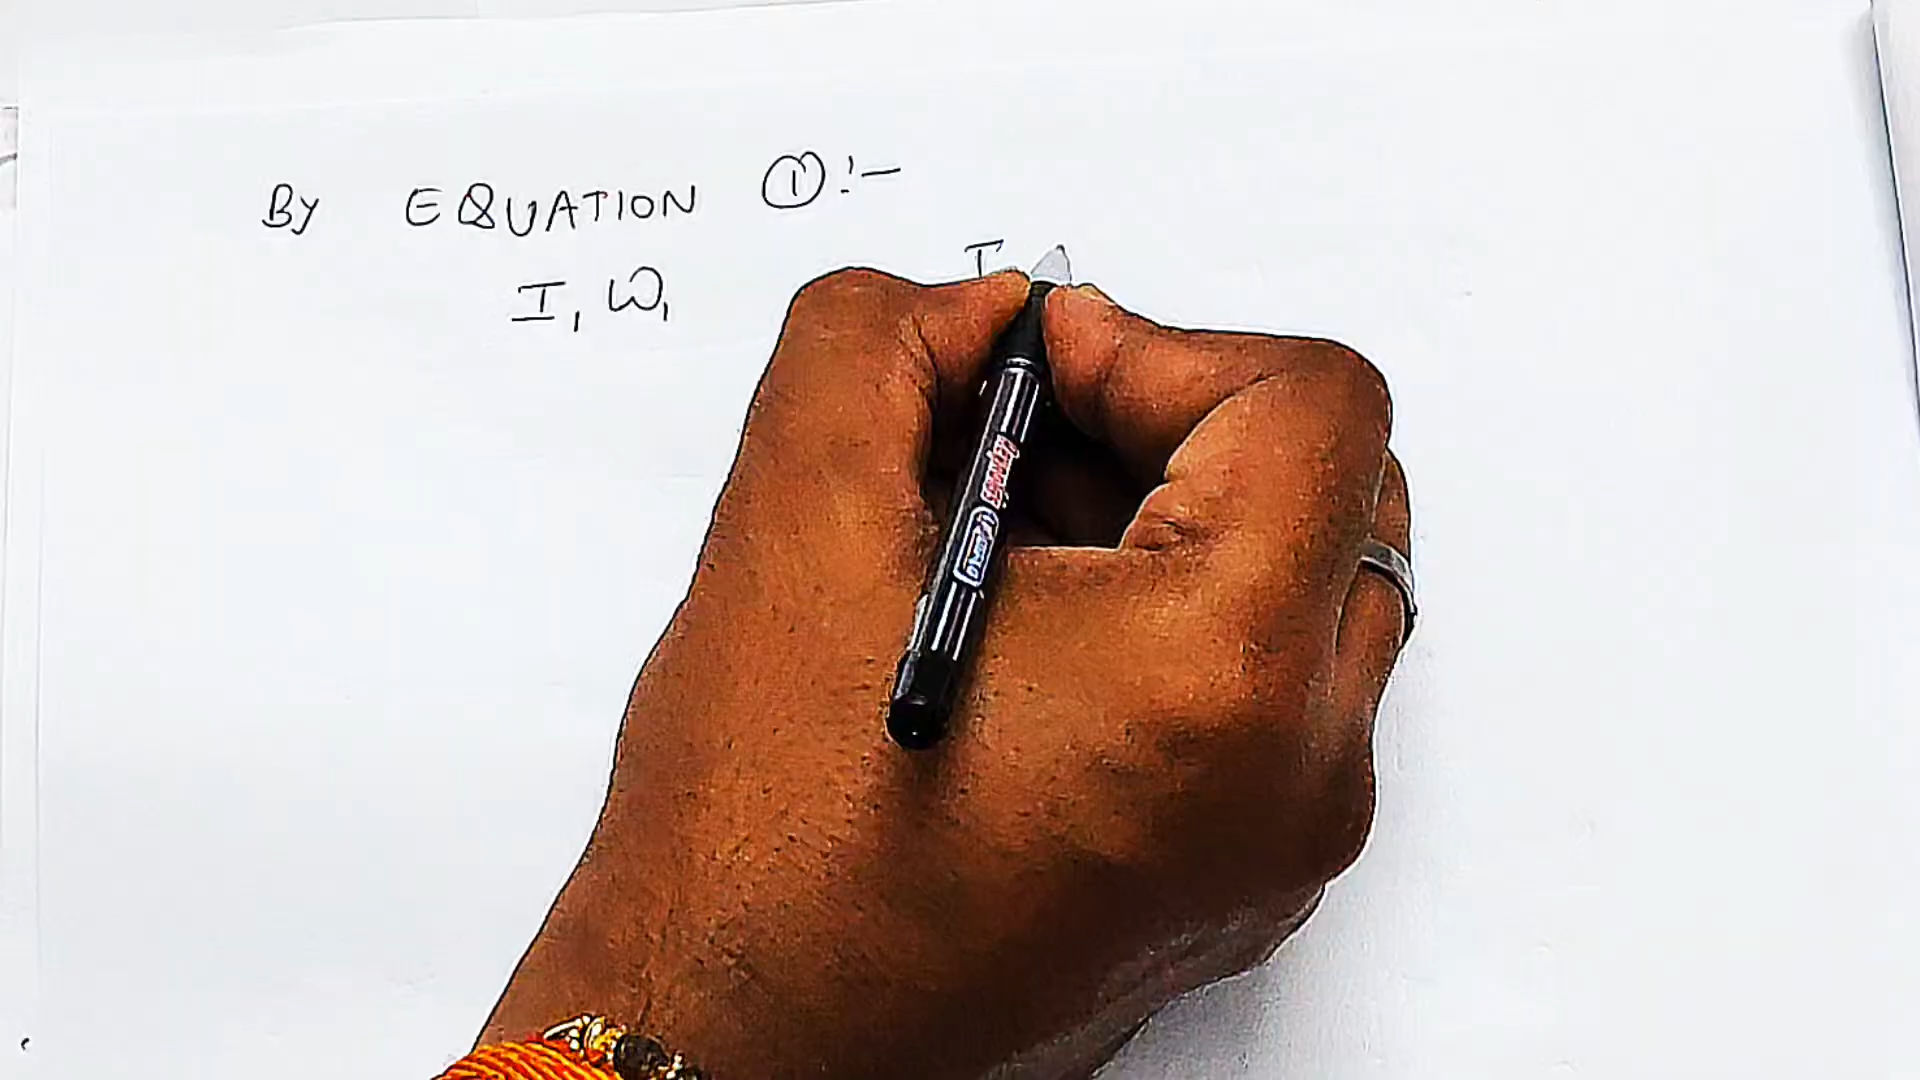 By EQUATION ①:-
I₁ ω₁ I